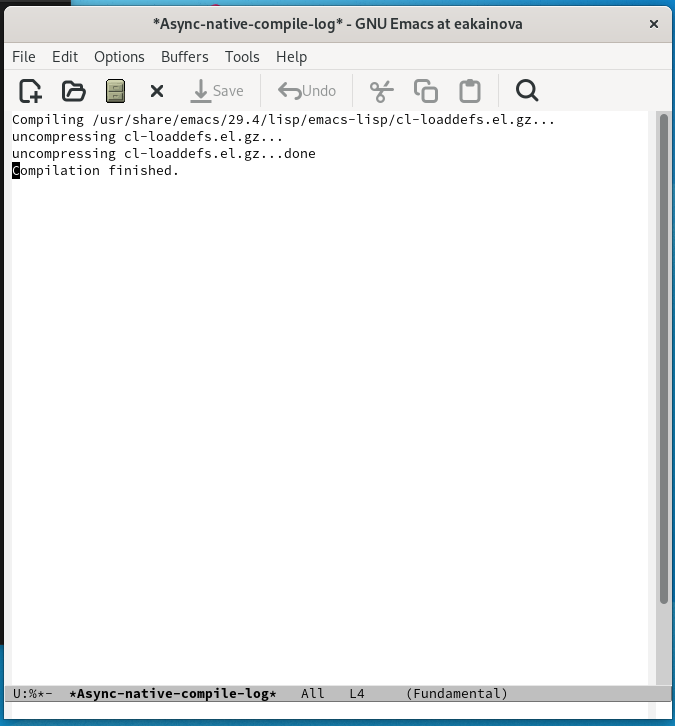 *Async-native-compile-log* - GNU Emacs at eakainova
File Edit Options Buffers Tools Help
Save Undo
Compiling /usr/share/emacs/29.4/lisp/emacs-lisp/cl-loaddefs.el.gz...
uncompressing cl-loaddefs.el.gz...
uncompressing cl-loaddefs.el.gz...done
Compilation finished.
U:%*- *Async-native-compile-log* All L4 (Fundamental)